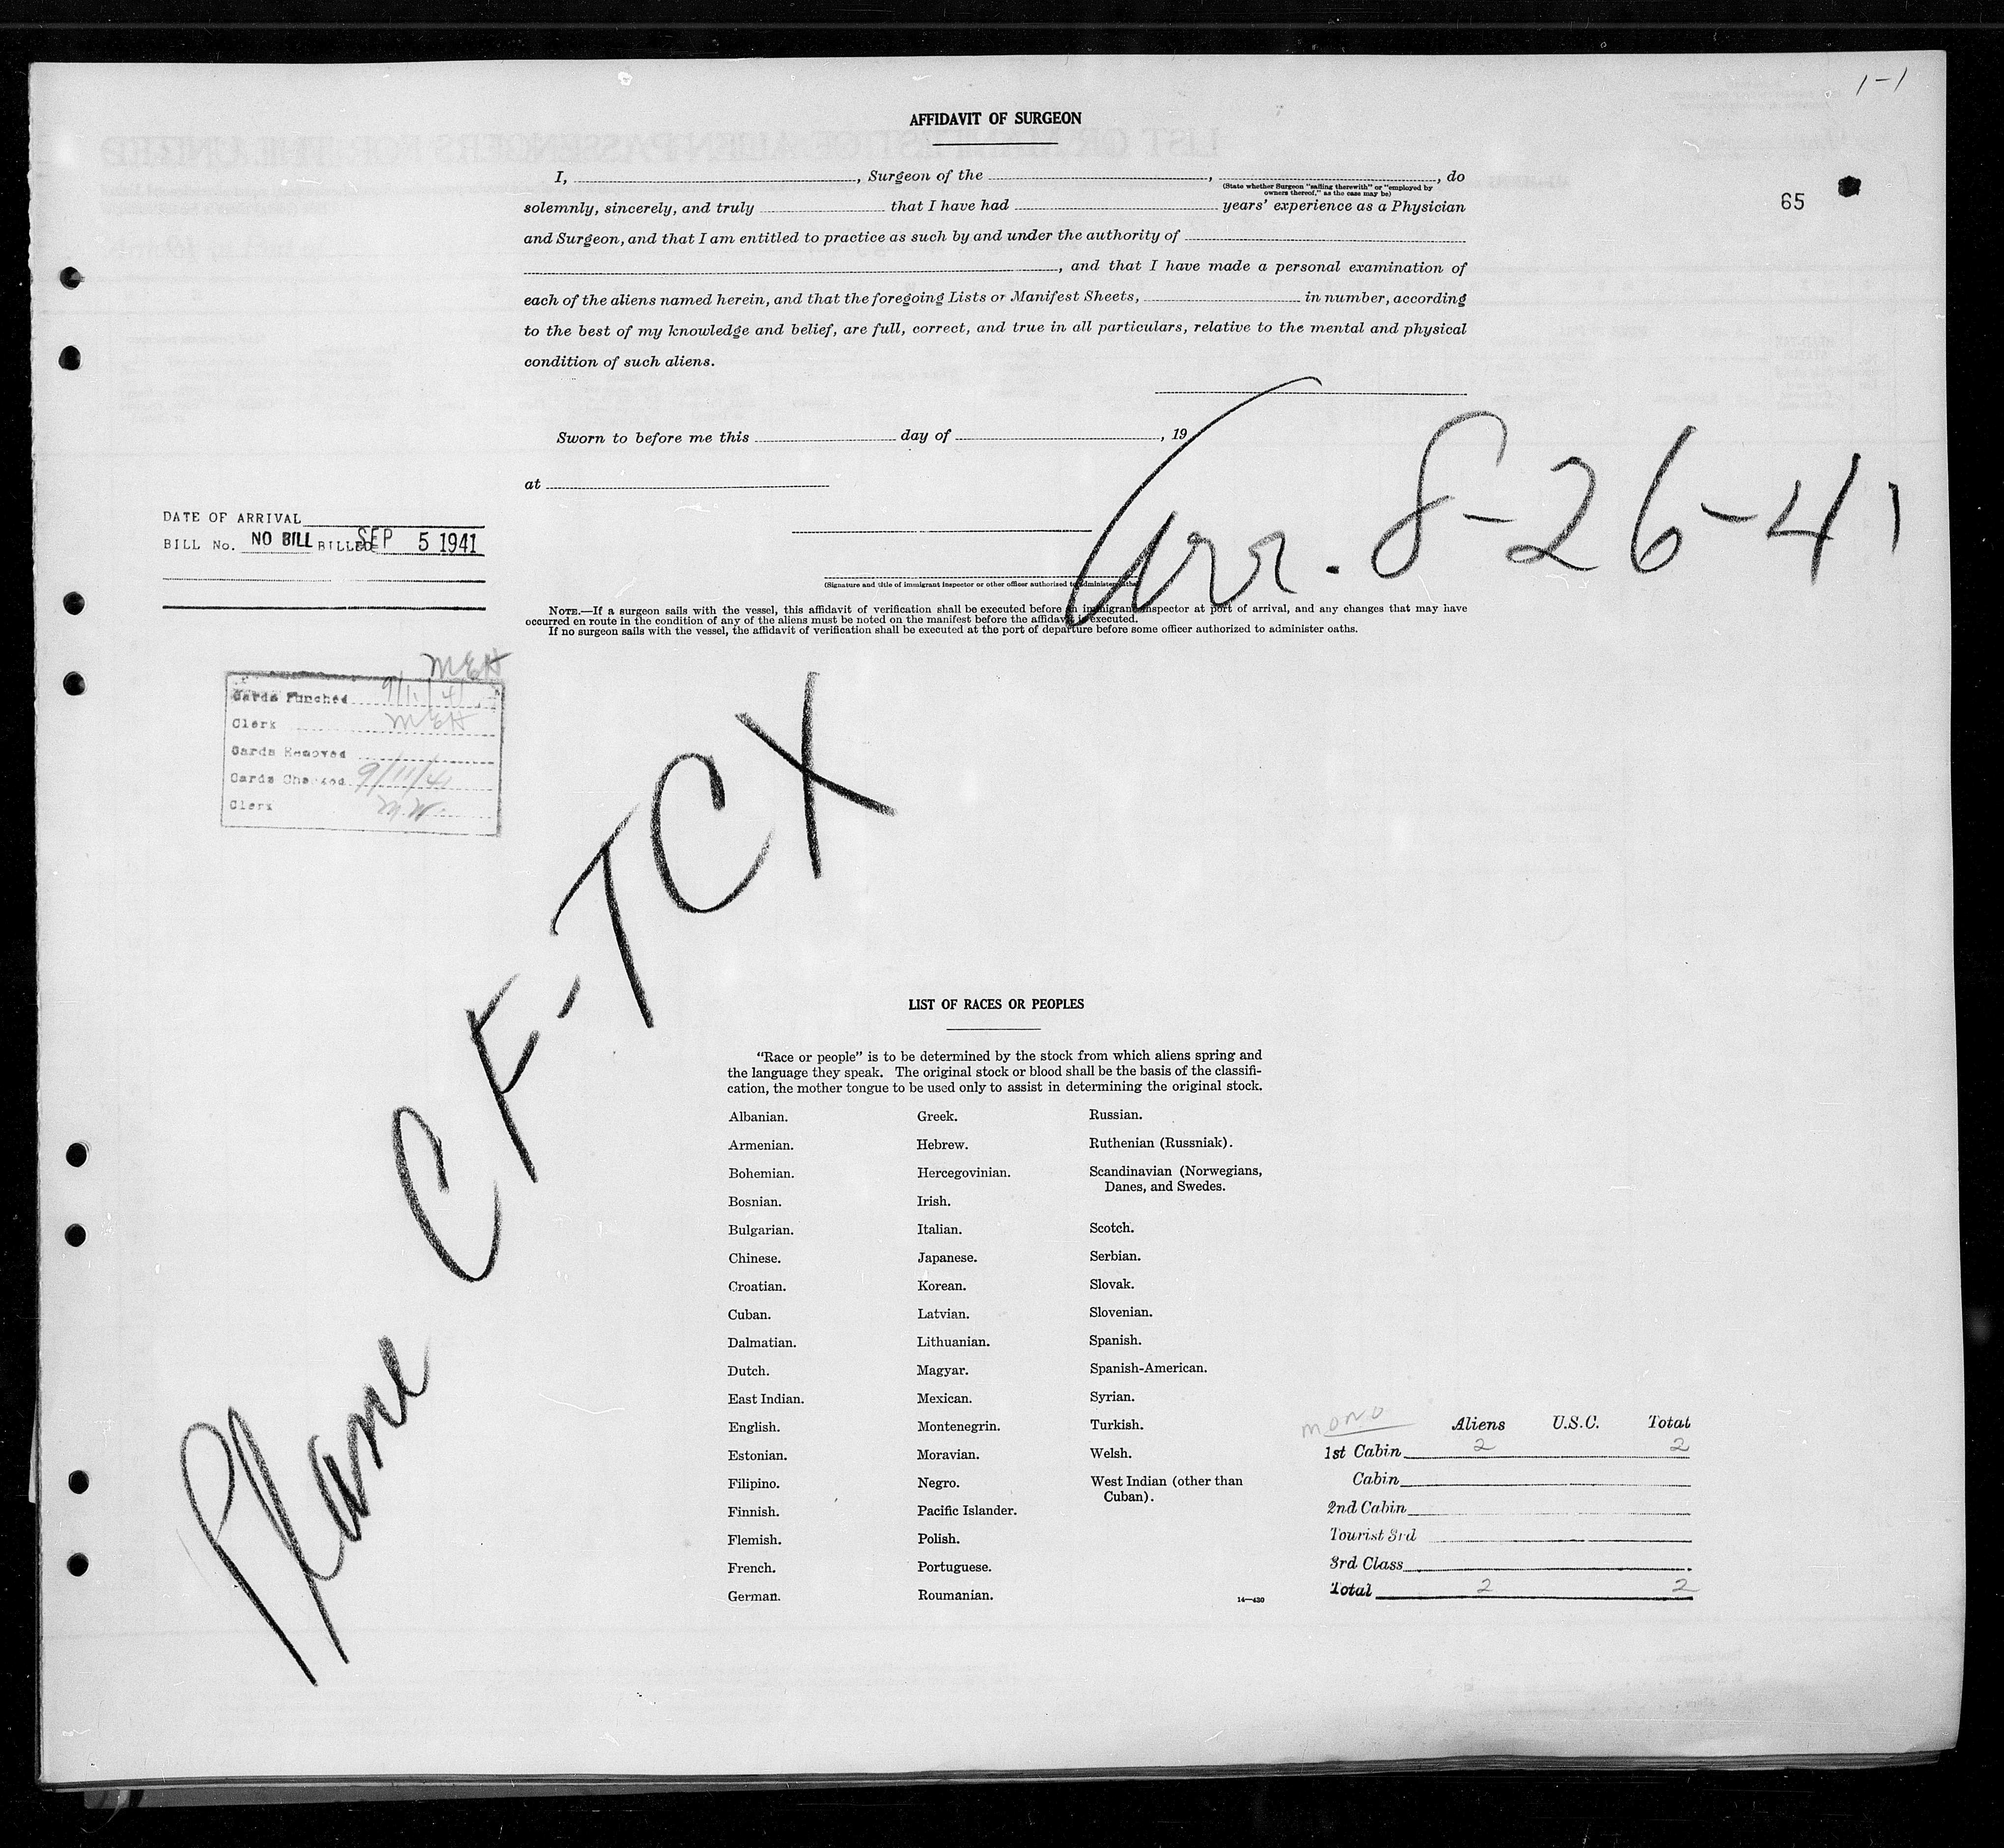 1-1
AFFIDAVIT OF SURGEON
I, , Surgeon of the , , do
(State whether Surgeon "sailing therewith" or "employed by
owners thereof," as the case may be)
65
solemnly, sincerely, and truly that I have had years' experience as a Physician
and Surgeon, and that I am entitled to practice as such by and under the authority of
, and that I have made a personal examination of
each of the aliens named herein, and that the foregoing Lists or Manifest Sheets, in number, according
to the best of my knowledge and belief, are full, correct, and true in all particulars, relative to the mental and physical
condition of such aliens.
Sworn to before me this day of , 19
at
Arr. 8-26-41
DATE OF ARRIVAL
BILL No. NO BILL BILLED SEP 5 1941
(Signature and title of immigrant inspector or other officer authorized to administer oaths)
NOTE.—If a surgeon sails with the vessel, this affidavit of verification shall be executed before an immigrant inspector at port of arrival, and any changes that may have
occurred en route in the condition of any of the aliens must be noted on the manifest before the affidavit is executed.
If no surgeon sails with the vessel, the affidavit of verification shall be executed at the port of departure before some officer authorized to administer oaths.
MEH
Cards Punched 9/11/41
Clerk MEH
Cards Removed
Cards Changed 9/11/41
Clerk
Plane CF-TCX
LIST OF RACES OR PEOPLES
"Race or people" is to be determined by the stock from which aliens spring and
the language they speak. The original stock or blood shall be the basis of the classifi-
cation, the mother tongue to be used only to assist in determining the original stock.
Albanian.
Armenian.
Bohemian.
Bosnian.
Bulgarian.
Chinese.
Croatian.
Cuban.
Dalmatian.
Dutch.
East Indian.
English.
Estonian.
Filipino.
Finnish.
Flemish.
French.
German.
Greek.
Hebrew.
Hercegovinian.
Irish.
Italian.
Japanese.
Korean.
Latvian.
Lithuanian.
Magyar.
Mexican.
Montenegrin.
Moravian.
Negro.
Pacific Islander.
Polish.
Portuguese.
Roumanian.
Russian.
Ruthenian (Russniak).
Scandinavian (Norwegians,
Danes, and Swedes.
Scotch.
Serbian.
Slovak.
Slovenian.
Spanish.
Spanish-American.
Syrian.
Turkish.
Welsh.
West Indian (other than
Cuban).
14—430
MONO
Aliens U.S.C. Total
1st Cabin 2 2
Cabin
2nd Cabin
Tourist 3rd
3rd Class
Total 2 2